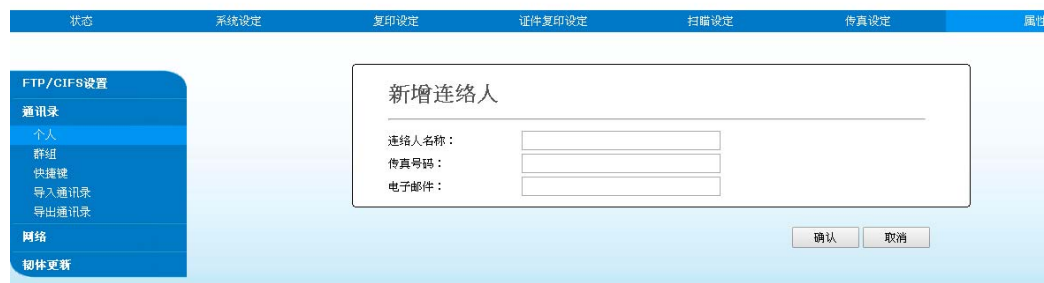 状态 系统设定 复印设定 证件复印设定 扫瞄设定 传真设定 属性
FTP/CIFS设置
通讯录
个人
群组
快捷键
导入通讯录
导出通讯录
网络
韧体更新
新增连络人
连络人名称：
传真号码：
电子邮件：
确认 取消